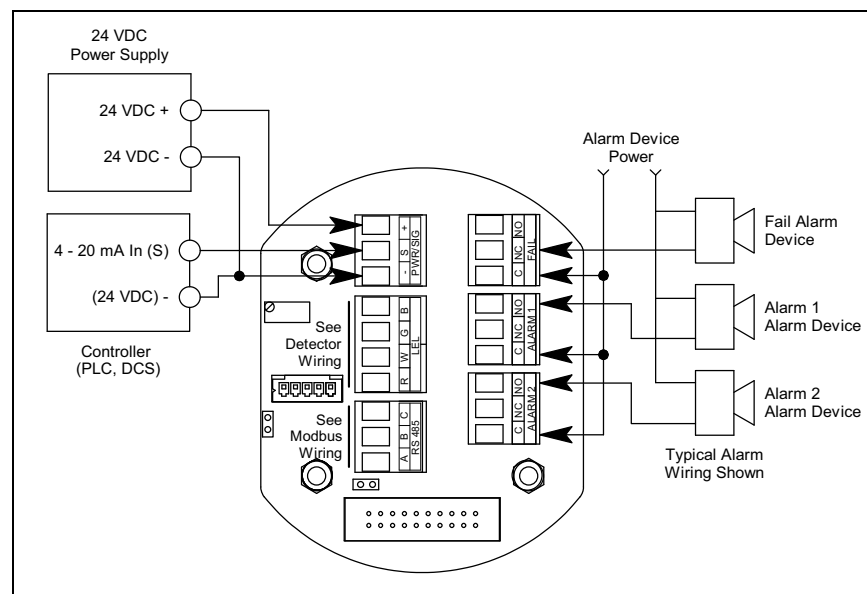 24 VDC
Power Supply
24 VDC +
24 VDC -
4 - 20 mA In (S)
(24 VDC) -
Controller
(PLC, DCS)
- S +
PWR/SIG
See
Detector
Wiring
R W G B
LEL
See
Modbus
Wiring
A B C
RS 485
C NC NO
FAIL
C NC NO
ALARM 1
C NC NO
ALARM 2
Alarm Device
Power
Fail Alarm
Device
Alarm 1
Alarm Device
Alarm 2
Alarm Device
Typical Alarm
Wiring Shown